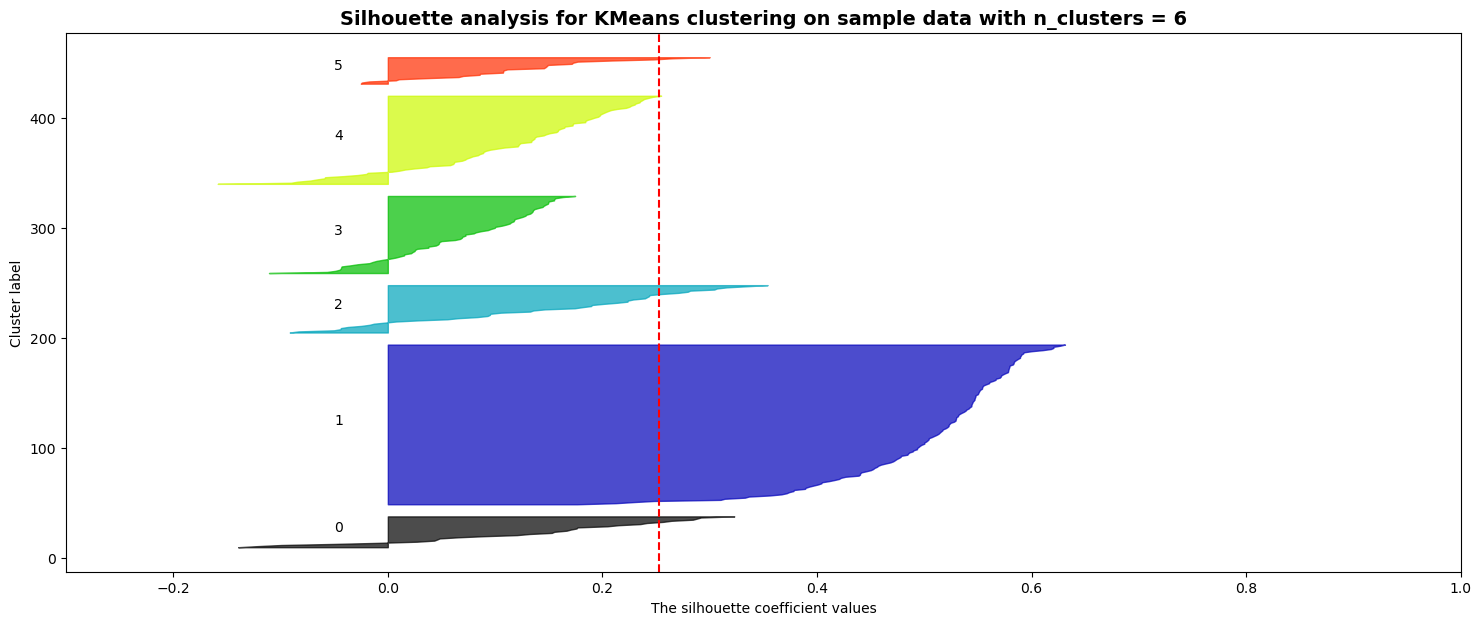 Silhouette analysis for KMeans clustering on sample data with n_clusters = 6
Cluster label
400
300
200
100
0
5
4
3
2
1
0
−0.2 0.0 0.2 0.4 0.6 0.8 1.0
The silhouette coefficient values